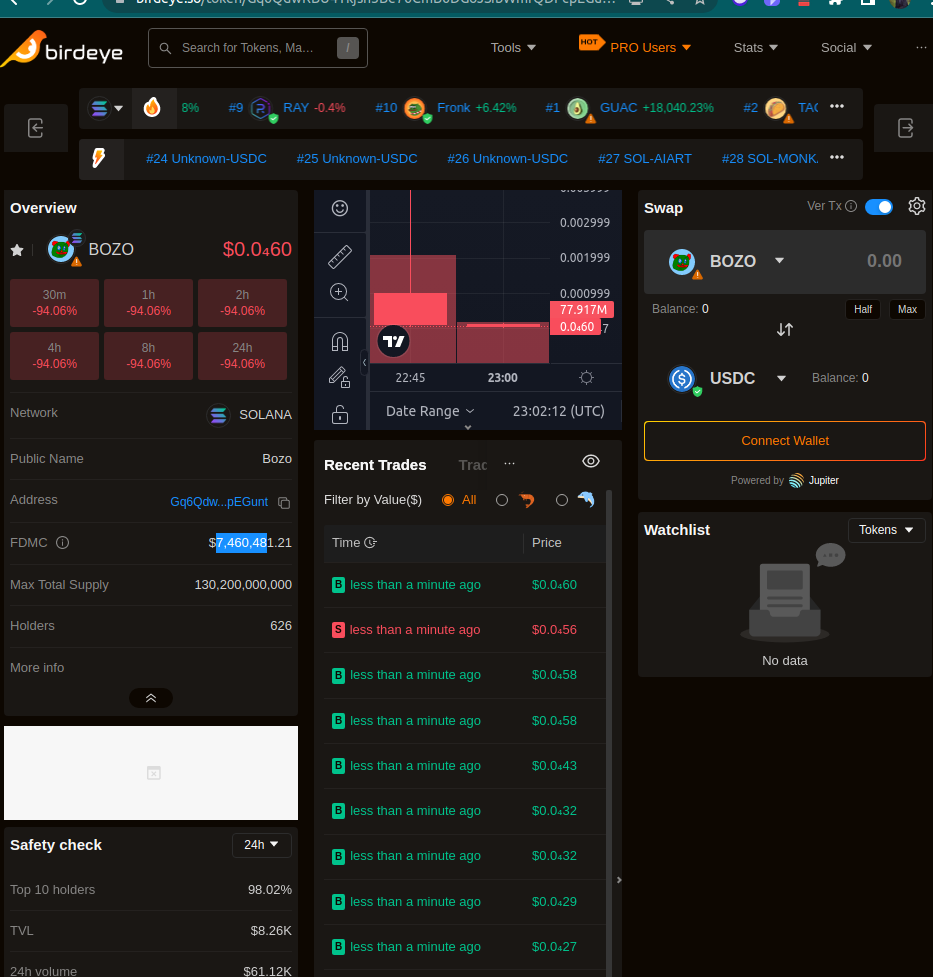 birdeye
Search for Tokens, Ma… /
Tools
HOT PRO Users
Stats
Social
...
8% #9 RAY -0.4% #10 Fronk +6.42% #1 GUAC +18,040.23% #2
#24 Unknown-USDC #25 Unknown-USDC #26 Unknown-USDC #27 SOL-AIART #28 SOL-MONK
Overview
BOZO $0.0₄60
30m 1h 2h
-94.06% -94.06% -94.06%
4h 8h 24h
-94.06% -94.06% -94.06%
Network SOLANA
Public Name Bozo
Address Gq6Qdw...pEGunt
FDMC $7,460,481.21
Max Total Supply 130,200,000,000
Holders 626
More info
Safety check 24h
Top 10 holders 98.02%
TVL $8.26K
24h volume $61.12K
0.002999
0.001999
0.000999
77.917M
0.0₄60
22:45 23:00
Date Range 23:02:12 (UTC)
Recent Trades Trac ...
Filter by Value($) All
Time Price
B less than a minute ago $0.0₄60
S less than a minute ago $0.0₄56
B less than a minute ago $0.0₄58
B less than a minute ago $0.0₄58
B less than a minute ago $0.0₄43
B less than a minute ago $0.0₄32
B less than a minute ago $0.0₄32
B less than a minute ago $0.0₄29
B less than a minute ago $0.0₄27
Swap Ver Tx
BOZO 0.00
Balance: 0 Half Max
USDC Balance: 0
Connect Wallet
Powered by Jupiter
Watchlist Tokens
No data